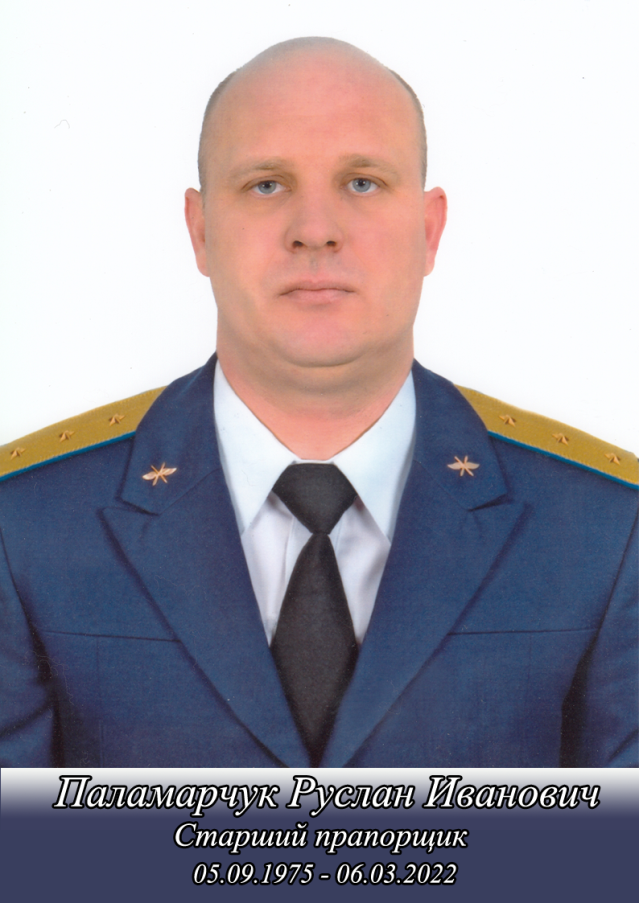 Паламарчук Руслан Иванович
Старший прапорщик
05.09.1975 - 06.03.2022